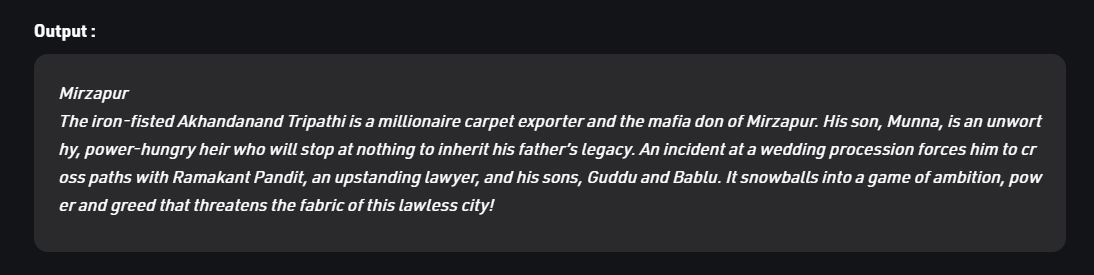 Output :
Mirzapur
The iron-fisted Akhandanand Tripathi is a millionaire carpet exporter and the mafia don of Mirzapur. His son, Munna, is an unwort
hy, power-hungry heir who will stop at nothing to inherit his father's legacy. An incident at a wedding procession forces him to cr
oss paths with Ramakant Pandit, an upstanding lawyer, and his sons, Guddu and Bablu. It snowballs into a game of ambition, pow
er and greed that threatens the fabric of this lawless city!